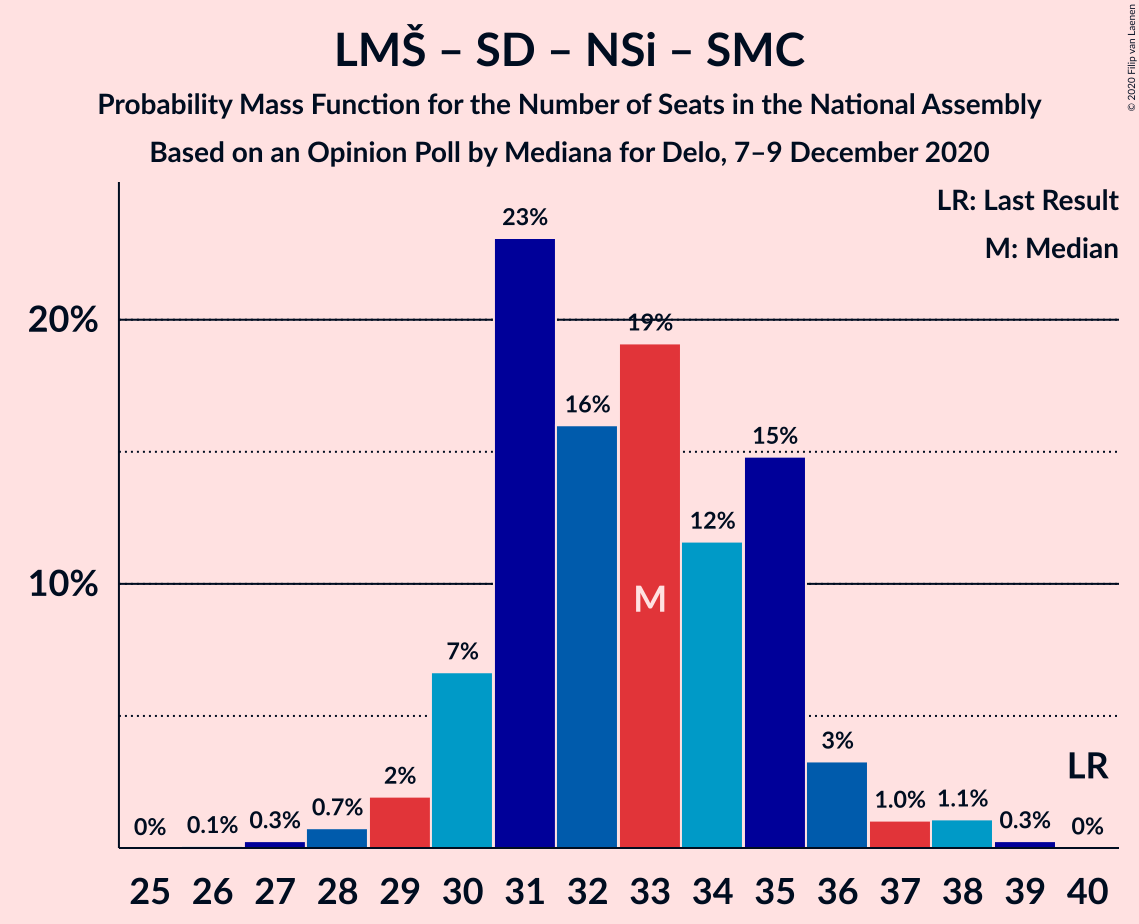 LMŠ – SD – NSi – SMC
Probability Mass Function for the Number of Seats in the National Assembly
Based on an Opinion Poll by Mediana for Delo, 7–9 December 2020
© 2020 Filip van Laenen
LR: Last Result
M: Median
20%
10%
0%
0.1%
0.3%
0.7%
2%
7%
23%
16%
19%
12%
15%
3%
1.0%
1.1%
0.3%
0%
M
LR
25 26 27 28 29 30 31 32 33 34 35 36 37 38 39 40